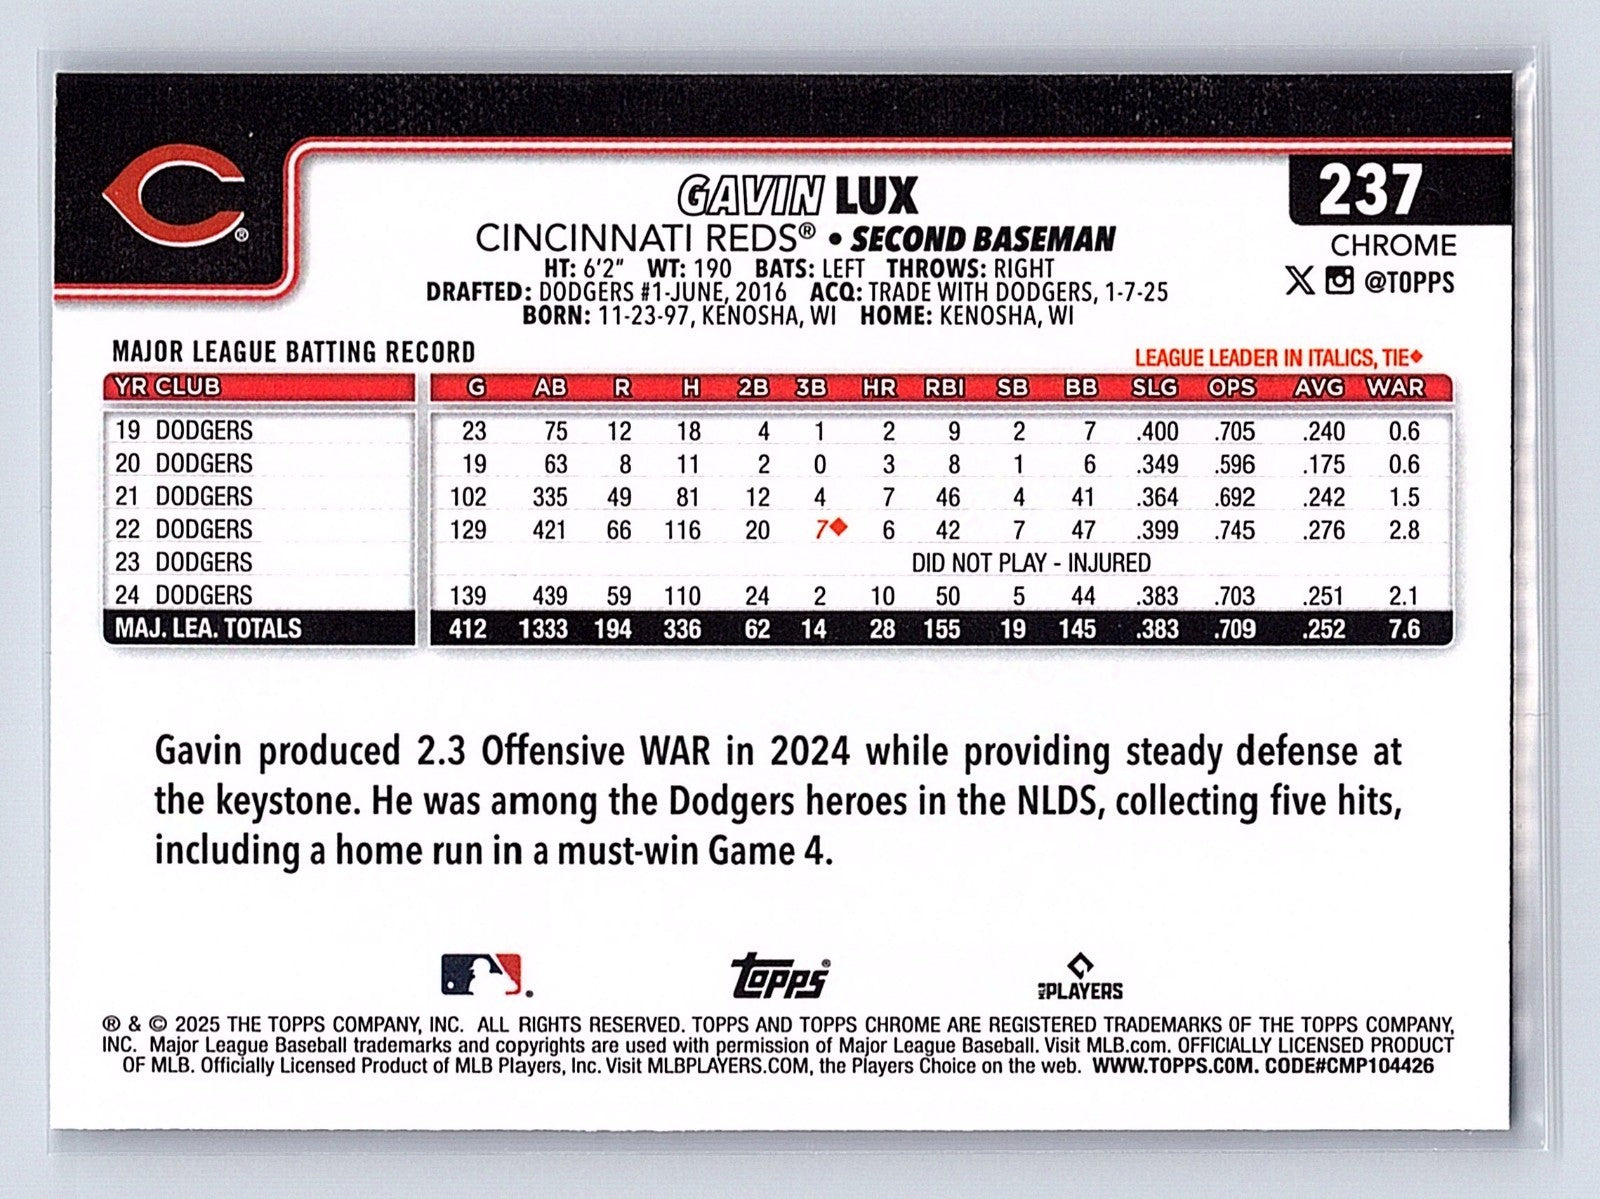 GAVIN LUX
237
CINCINNATI REDS® • SECOND BASEMAN
CHROME
HT: 6'2" WT: 190 BATS: LEFT THROWS: RIGHT
@TOPPS
DRAFTED: DODGERS #1-JUNE, 2016 ACQ: TRADE WITH DODGERS, 1-7-25
BORN: 11-23-97, KENOSHA, WI HOME: KENOSHA, WI
MAJOR LEAGUE BATTING RECORD
LEAGUE LEADER IN ITALICS, TIE◆
YR CLUB G AB R H 2B 3B HR RBI SB BB SLG OPS AVG WAR
19 DODGERS 23 75 12 18 4 1 2 9 2 7 .400 .705 .240 0.6
20 DODGERS 19 63 8 11 2 0 3 8 1 6 .349 .596 .175 0.6
21 DODGERS 102 335 49 81 12 4 7 46 4 41 .364 .692 .242 1.5
22 DODGERS 129 421 66 116 20 7◆ 6 42 7 47 .399 .745 .276 2.8
23 DODGERS DID NOT PLAY - INJURED
24 DODGERS 139 439 59 110 24 2 10 50 5 44 .383 .703 .251 2.1
MAJ. LEA. TOTALS 412 1333 194 336 62 14 28 155 19 145 .383 .709 .252 7.6
Gavin produced 2.3 Offensive WAR in 2024 while providing steady defense at
the keystone. He was among the Dodgers heroes in the NLDS, collecting five hits,
including a home run in a must-win Game 4.
topps®
MLB PLAYERS
® & © 2025 THE TOPPS COMPANY, INC. ALL RIGHTS RESERVED. TOPPS AND TOPPS CHROME ARE REGISTERED TRADEMARKS OF THE TOPPS COMPANY,
INC. Major League Baseball trademarks and copyrights are used with permission of Major League Baseball. Visit MLB.com. OFFICIALLY LICENSED PRODUCT
OF MLB. Officially Licensed Product of MLB Players, Inc. Visit MLBPLAYERS.COM, the Players Choice on the web. WWW.TOPPS.COM. CODE#CMP104426